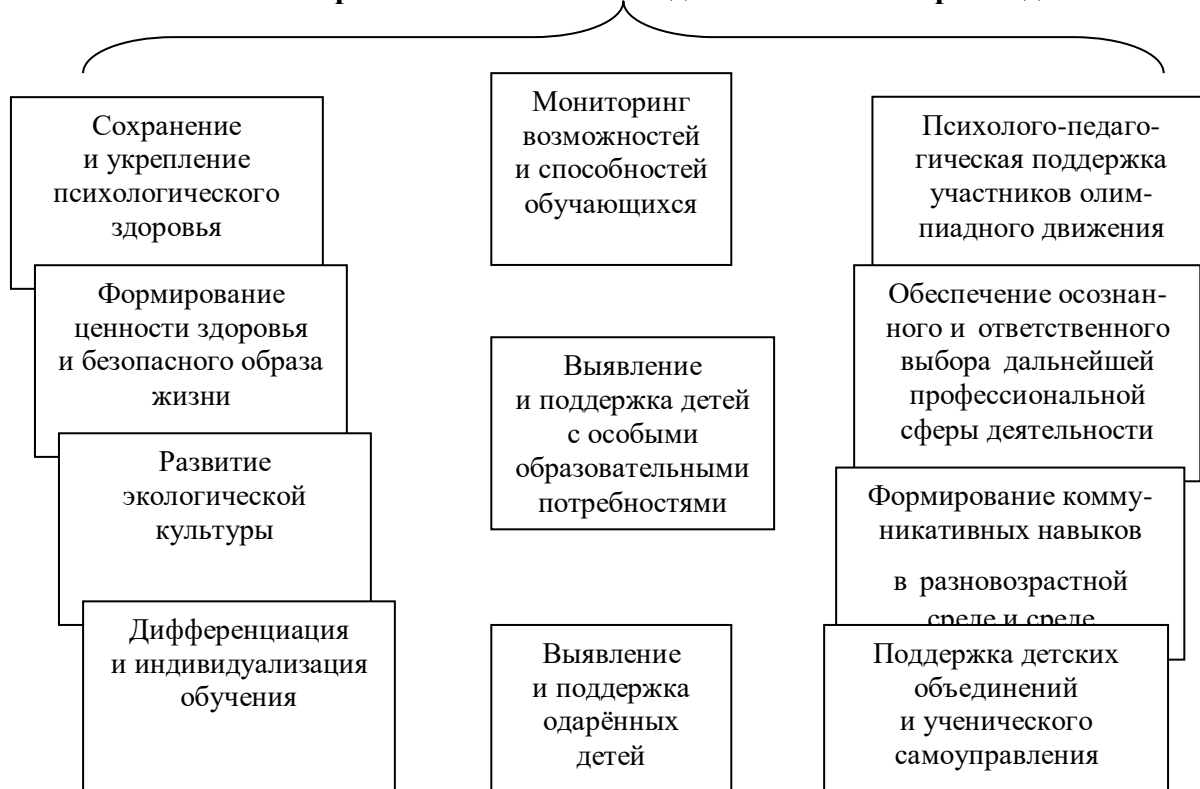 Сохранение
и укрепление
психологического
здоровья
Формирование
ценности здоровья
и безопасного образа
жизни
Развитие
экологической
культуры
Дифференциация
и индивидуализация
обучения
Мониторинг
возможностей
и способностей
обучающихся
Выявление
и поддержка детей
с особыми
образовательными
потребностями
Выявление
и поддержка
одарённых
детей
Психолого-педаго-
гическая поддержка
участников олим-
пиадного движения
Обеспечение осознан-
ного и ответственного
выбора дальнейшей
профессиональной
сферы деятельности
Формирование комму-
никативных навыков
в разновозрастной
среде и среде
Поддержка детских
объединений
и ученического
самоуправления